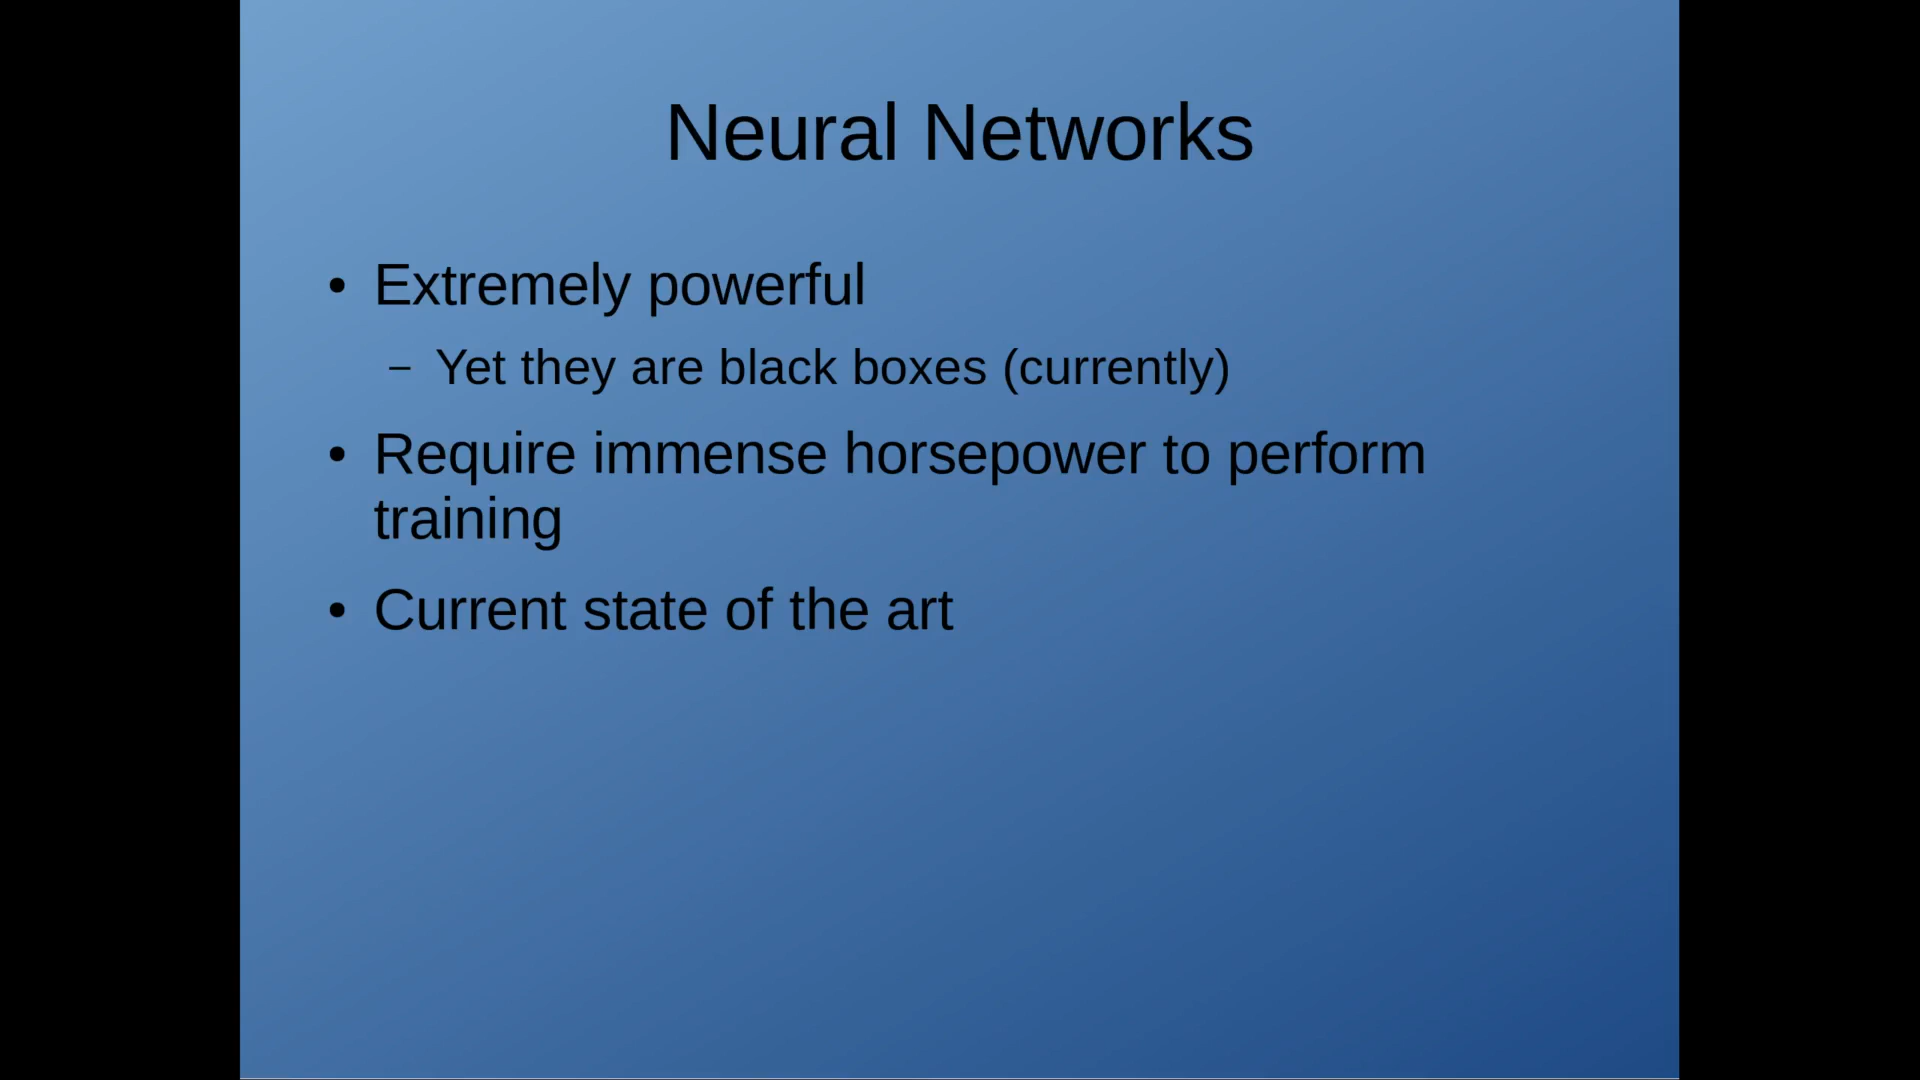 Neural Networks
• Extremely powerful
– Yet they are black boxes (currently)
• Require immense horsepower to perform
training
• Current state of the art